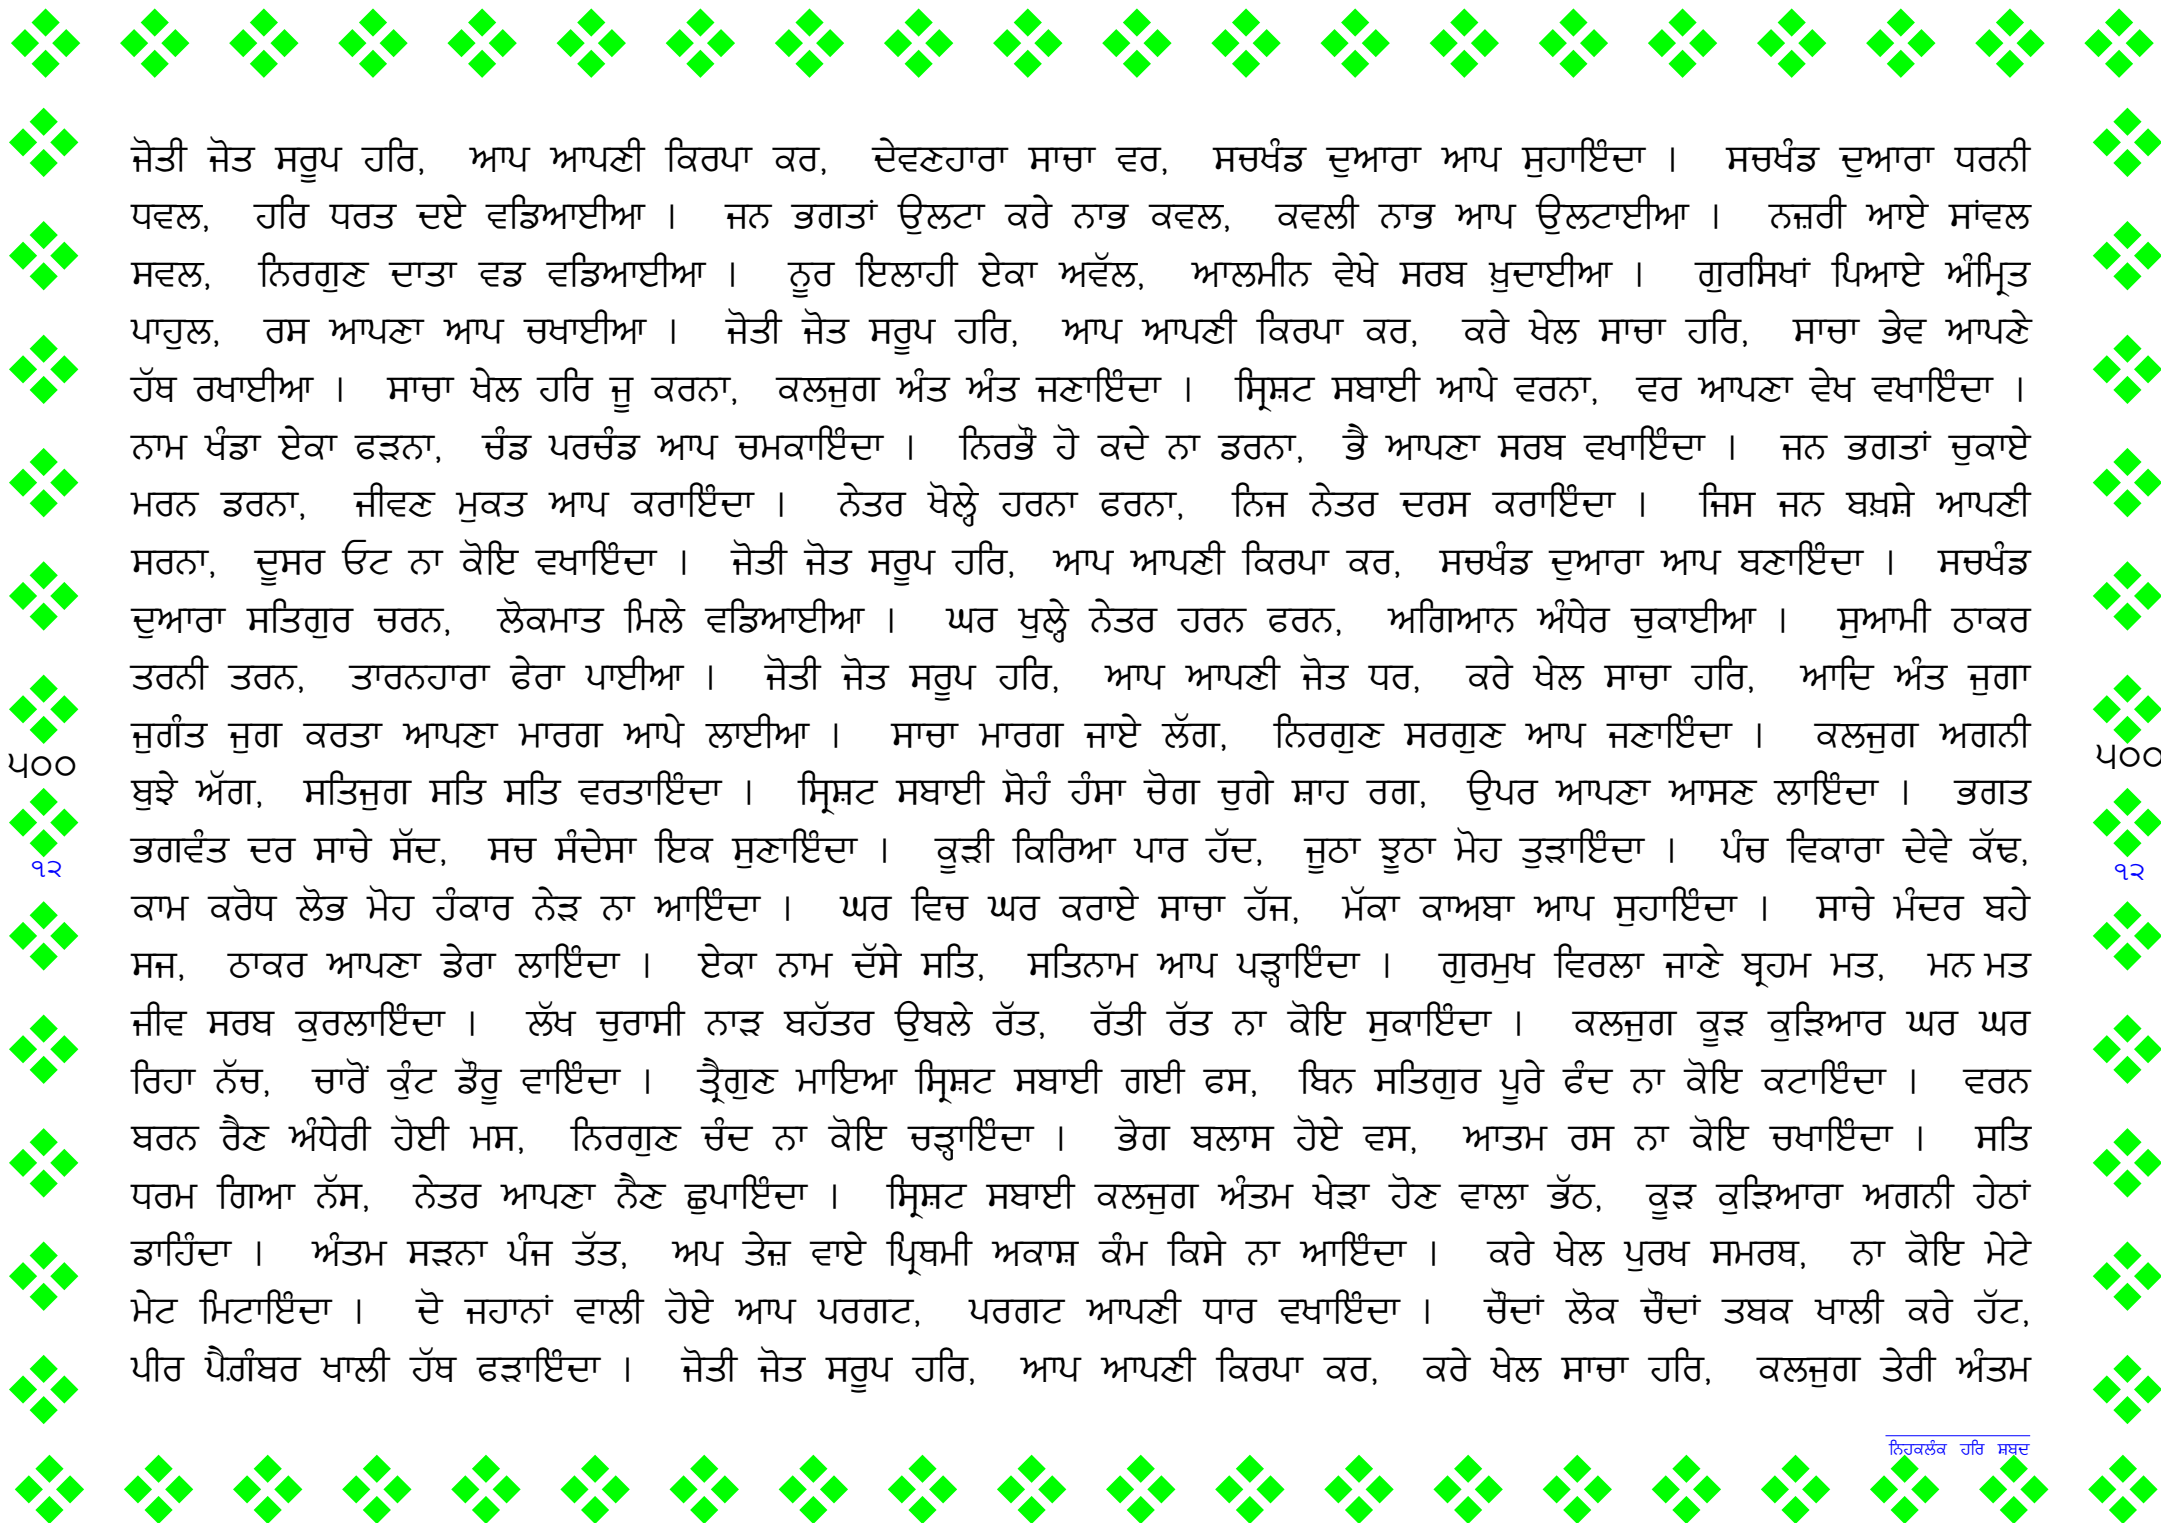 ਜੋਤੀ ਜੋਤ ਸਰੂਪ ਹਰਿ, ਆਪ ਆਪਣੀ ਕਿਰਪਾ ਕਰ, ਦੇਵਣਹਾਰਾ ਸਾਚਾ ਵਰ, ਸਚਖੰਡ ਦੁਆਰਾ ਆਪ ਸੁਹਾਇੰਦਾ । ਸਚਖੰਡ ਦੁਆਰਾ ਧਰਨੀ
ਧਵਲ, ਹਰਿ ਧਰਤ ਦਏ ਵਡਿਆਈਆ । ਜਨ ਭਗਤਾਂ ਉਲਟਾ ਕਰੇ ਨਾਭ ਕਵਲ, ਕਵਲੀ ਨਾਭ ਆਪ ਉਲਟਾਈਆ । ਨਜ਼ਰੀ ਆਏ ਸਾਂਵਲ
ਸਵਲ, ਨਿਰਗੁਣ ਦਾਤਾ ਵਡ ਵਡਿਆਈਆ । ਨੂਰ ਇਲਾਹੀ ਏਕਾ ਅਵੱਲ, ਆਲਮੀਨ ਵੇਖੇ ਸਰਬ ਖ਼ੁਦਾਈਆ । ਗੁਰਸਿਖਾਂ ਪਿਆਏ ਅੰਮ੍ਰਿਤ
ਪਾਹੁਲ, ਰਸ ਆਪਣਾ ਆਪ ਚਖਾਈਆ । ਜੋਤੀ ਜੋਤ ਸਰੂਪ ਹਰਿ, ਆਪ ਆਪਣੀ ਕਿਰਪਾ ਕਰ, ਕਰੇ ਖੇਲ ਸਾਚਾ ਹਰਿ, ਸਾਚਾ ਭੇਵ ਆਪਣੇ
ਹੱਥ ਰਖਾਈਆ । ਸਾਚਾ ਖੇਲ ਹਰਿ ਜੂ ਕਰਨਾ, ਕਲਜੁਗ ਅੰਤ ਅੰਤ ਜਣਾਇੰਦਾ । ਸ੍ਰਿਸ਼ਟ ਸਬਾਈ ਆਪੇ ਵਰਨਾ, ਵਰ ਆਪਣਾ ਵੇਖ ਵਖਾਇੰਦਾ ।
ਨਾਮ ਖੰਡਾ ਏਕਾ ਫੜਨਾ, ਚੰਡ ਪਰਚੰਡ ਆਪ ਚਮਕਾਇੰਦਾ । ਨਿਰਭੌ ਹੋ ਕਦੇ ਨਾ ਡਰਨਾ, ਭੈ ਆਪਣਾ ਸਰਬ ਵਖਾਇੰਦਾ । ਜਨ ਭਗਤਾਂ ਚੁਕਾਏ
ਮਰਨ ਡਰਨਾ, ਜੀਵਣ ਮੁਕਤ ਆਪ ਕਰਾਇੰਦਾ । ਨੇਤਰ ਖੋਲ੍ਹੇ ਹਰਨਾ ਫਰਨਾ, ਨਿਜ ਨੇਤਰ ਦਰਸ ਕਰਾਇੰਦਾ । ਜਿਸ ਜਨ ਬਖ਼ਸ਼ੇ ਆਪਣੀ
ਸਰਨਾ, ਦੂਸਰ ਓਟ ਨਾ ਕੋਇ ਵਖਾਇੰਦਾ । ਜੋਤੀ ਜੋਤ ਸਰੂਪ ਹਰਿ, ਆਪ ਆਪਣੀ ਕਿਰਪਾ ਕਰ, ਸਚਖੰਡ ਦੁਆਰਾ ਆਪ ਬਣਾਇੰਦਾ । ਸਚਖੰਡ
ਦੁਆਰਾ ਸਤਿਗੁਰ ਚਰਨ, ਲੋਕਮਾਤ ਮਿਲੇ ਵਡਿਆਈਆ । ਘਰ ਖੁਲ੍ਹੇ ਨੇਤਰ ਹਰਨ ਫਰਨ, ਅਗਿਆਨ ਅੰਧੇਰ ਚੁਕਾਈਆ । ਸੁਆਮੀ ਠਾਕਰ
ਤਰਨੀ ਤਰਨ, ਤਾਰਨਹਾਰਾ ਫੇਰਾ ਪਾਈਆ । ਜੋਤੀ ਜੋਤ ਸਰੂਪ ਹਰਿ, ਆਪ ਆਪਣੀ ਜੋਤ ਧਰ, ਕਰੇ ਖੇਲ ਸਾਚਾ ਹਰਿ, ਆਦਿ ਅੰਤ ਜੁਗਾ
ਜੁਗੰਤ ਜੁਗ ਕਰਤਾ ਆਪਣਾ ਮਾਰਗ ਆਪੇ ਲਾਈਆ । ਸਾਚਾ ਮਾਰਗ ਜਾਏ ਲੱਗ, ਨਿਰਗੁਣ ਸਰਗੁਣ ਆਪ ਜਣਾਇੰਦਾ । ਕਲਜੁਗ ਅਗਨੀ
੫੦੦ ੫੦੦
ਬੁਝੇ ਅੱਗ, ਸਤਿਜੁਗ ਸਤਿ ਸਤਿ ਵਰਤਾਇੰਦਾ । ਸ੍ਰਿਸ਼ਟ ਸਬਾਈ ਸੋਹੰ ਹੰਸਾ ਚੋਗ ਚੁਗੇ ਸ਼ਾਹ ਰਗ, ਉਪਰ ਆਪਣਾ ਆਸਣ ਲਾਇੰਦਾ । ਭਗਤ
ਭਗਵੰਤ ਦਰ ਸਾਚੇ ਸੱਦ, ਸਚ ਸੰਦੇਸਾ ਇਕ ਸੁਣਾਇੰਦਾ । ਕੂੜੀ ਕਿਰਿਆ ਪਾਰ ਹੱਦ, ਜੂਠਾ ਝੂਠਾ ਮੋਹ ਤੁੜਾਇੰਦਾ । ਪੰਚ ਵਿਕਾਰਾ ਦੇਵੇ ਕੱਢ,
੧੨ ੧੨
ਕਾਮ ਕਰੋਧ ਲੋਭ ਮੋਹ ਹੰਕਾਰ ਨੇੜ ਨਾ ਆਇੰਦਾ । ਘਰ ਵਿਚ ਘਰ ਕਰਾਏ ਸਾਚਾ ਹੱਜ, ਮੱਕਾ ਕਾਅਬਾ ਆਪ ਸੁਹਾਇੰਦਾ । ਸਾਚੇ ਮੰਦਰ ਬਹੇ
ਸਜ, ਠਾਕਰ ਆਪਣਾ ਡੇਰਾ ਲਾਇੰਦਾ । ਏਕਾ ਨਾਮ ਦੱਸੇ ਸਤਿ, ਸਤਿਨਾਮ ਆਪ ਪੜ੍ਹਾਇੰਦਾ । ਗੁਰਮੁਖ ਵਿਰਲਾ ਜਾਣੇ ਬ੍ਰਹਮ ਮਤ, ਮਨ ਮਤ
ਜੀਵ ਸਰਬ ਕੁਰਲਾਇੰਦਾ । ਲੱਖ ਚੁਰਾਸੀ ਨਾੜ ਬਹੱਤਰ ਉਬਲੇ ਰੱਤ, ਰੱਤੀ ਰੱਤ ਨਾ ਕੋਇ ਸੁਕਾਇੰਦਾ । ਕਲਜੁਗ ਕੂੜ ਕੁੜਿਆਰ ਘਰ ਘਰ
ਰਿਹਾ ਨੱਚ, ਚਾਰੋਂ ਕੁੰਟ ਡੌਰੂ ਵਾਇੰਦਾ । ਤ੍ਰੈਗੁਣ ਮਾਇਆ ਸ੍ਰਿਸ਼ਟ ਸਬਾਈ ਗਈ ਫਸ, ਬਿਨ ਸਤਿਗੁਰ ਪੂਰੇ ਫੰਦ ਨਾ ਕੋਇ ਕਟਾਇੰਦਾ । ਵਰਨ
ਬਰਨ ਰੈਣ ਅੰਧੇਰੀ ਹੋਈ ਮਸ, ਨਿਰਗੁਣ ਚੰਦ ਨਾ ਕੋਇ ਚੜ੍ਹਾਇੰਦਾ । ਭੋਗ ਬਲਾਸ ਹੋਏ ਵਸ, ਆਤਮ ਰਸ ਨਾ ਕੋਇ ਚਖਾਇੰਦਾ । ਸਤਿ
ਧਰਮ ਗਿਆ ਨੱਸ, ਨੇਤਰ ਆਪਣਾ ਨੈਣ ਛੁਪਾਇੰਦਾ । ਸ੍ਰਿਸ਼ਟ ਸਬਾਈ ਕਲਜੁਗ ਅੰਤਮ ਖੇੜਾ ਹੋਣ ਵਾਲਾ ਭੱਠ, ਕੂੜ ਕੁੜਿਆਰਾ ਅਗਨੀ ਹੇਠਾਂ
ਡਾਹਿੰਦਾ । ਅੰਤਮ ਸੜਨਾ ਪੰਜ ਤੱਤ, ਅਪ ਤੇਜ਼ ਵਾਏ ਪ੍ਰਿਥਮੀ ਅਕਾਸ਼ ਕੰਮ ਕਿਸੇ ਨਾ ਆਇੰਦਾ । ਕਰੇ ਖੇਲ ਪੁਰਖ ਸਮਰਥ, ਨਾ ਕੋਇ ਮੇਟੇ
ਮੇਟ ਮਿਟਾਇੰਦਾ । ਦੋ ਜਹਾਨਾਂ ਵਾਲੀ ਹੋਏ ਆਪ ਪਰਗਟ, ਪਰਗਟ ਆਪਣੀ ਧਾਰ ਵਖਾਇੰਦਾ । ਚੌਦਾਂ ਲੋਕ ਚੌਦਾਂ ਤਬਕ ਖਾਲੀ ਕਰੇ ਹੱਟ,
ਪੀਰ ਪੈਗ਼ੰਬਰ ਖਾਲੀ ਹੱਥ ਫੜਾਇੰਦਾ । ਜੋਤੀ ਜੋਤ ਸਰੂਪ ਹਰਿ, ਆਪ ਆਪਣੀ ਕਿਰਪਾ ਕਰ, ਕਰੇ ਖੇਲ ਸਾਚਾ ਹਰਿ, ਕਲਜੁਗ ਤੇਰੀ ਅੰਤਮ
ਨਿਹਕਲੰਕ ਹਰਿ ਸ਼ਬਦ